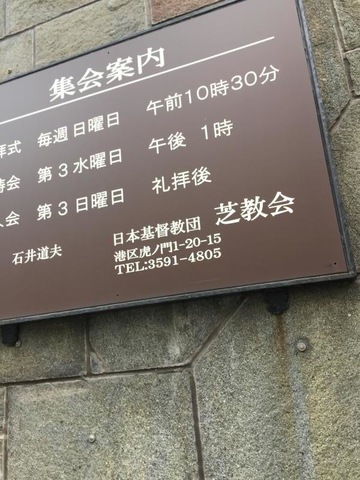 集会案内
拝式 毎週日曜日 午前10時30分
祷会 第3水曜日 午後 1時
人会 第3日曜日 礼拝後
石井道夫
日本基督教団 芝教会
港区虎ノ門1-20-15
TEL:3591-4805